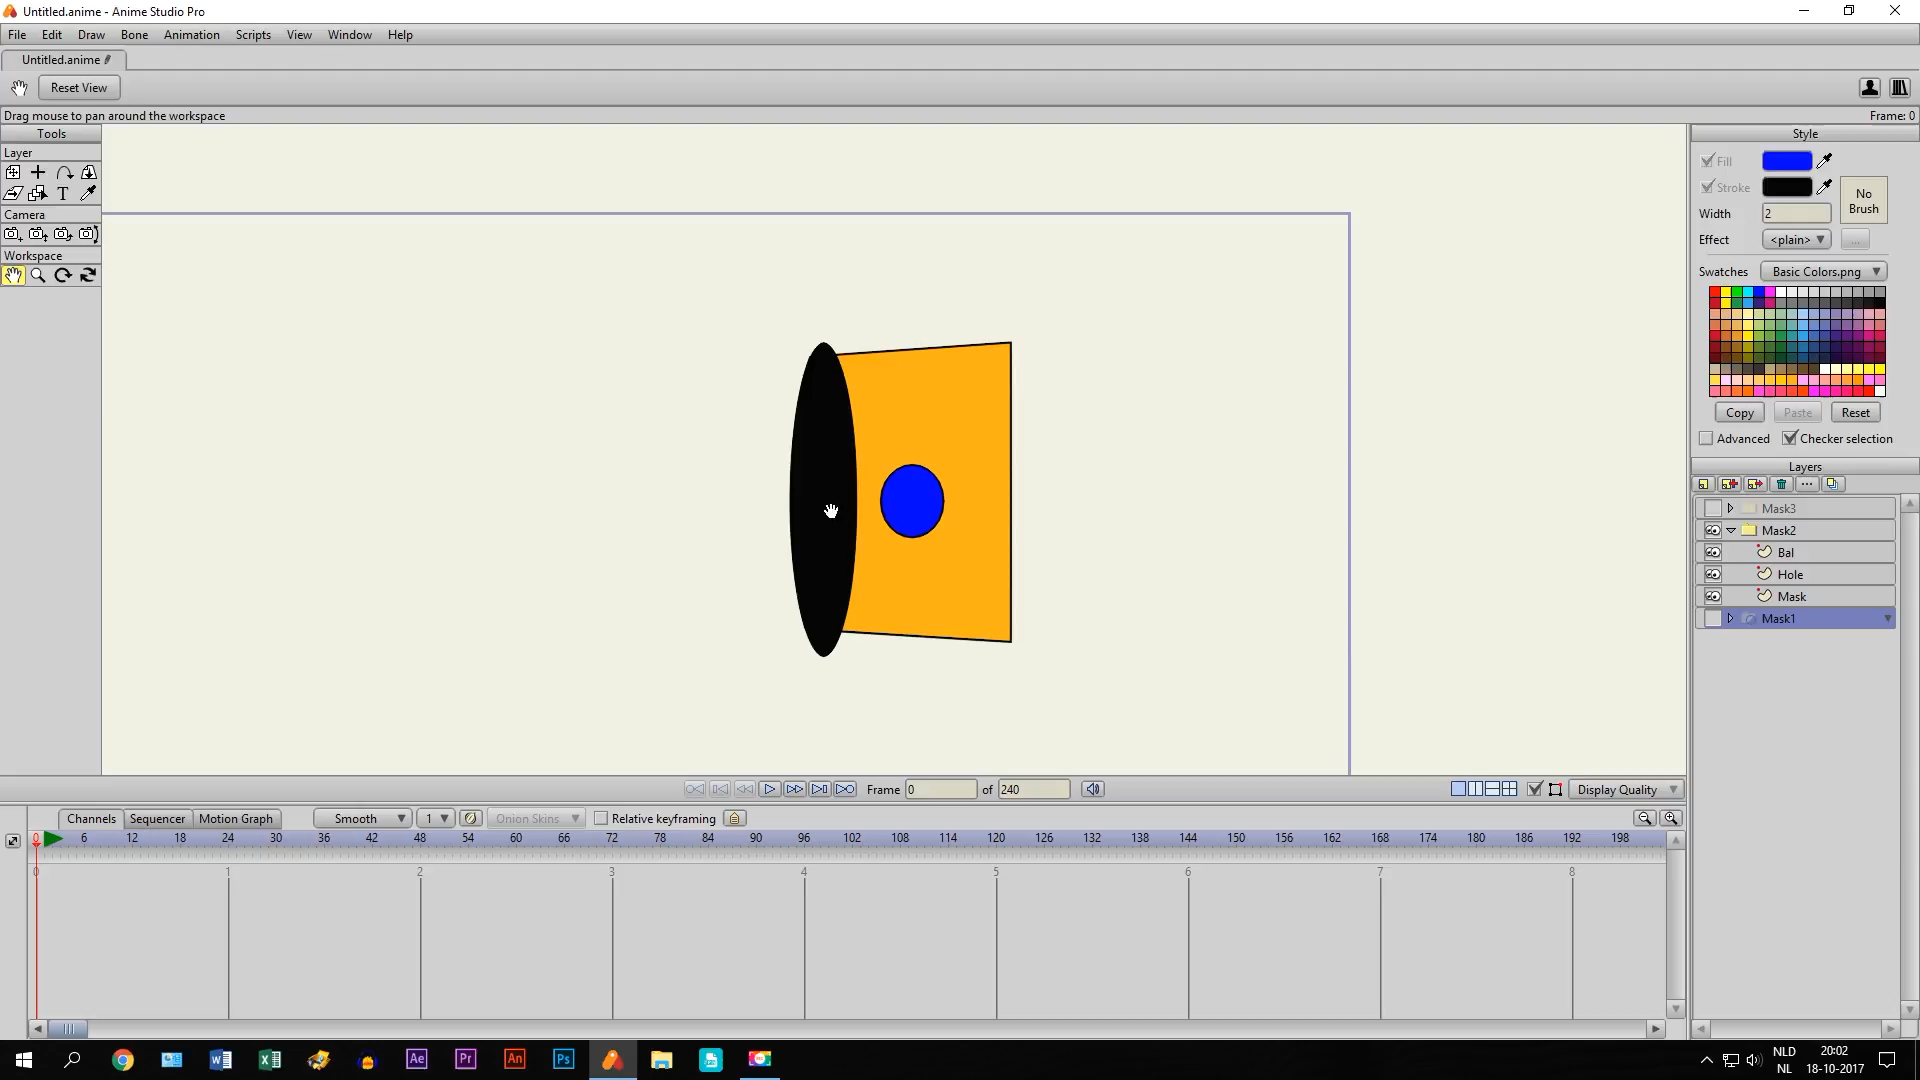 Untitled.anime - Anime Studio Pro
File Edit Draw Bone Animation Scripts View Window Help
Untitled.anime
Reset View
Drag mouse to pan around the workspace Frame: 0
Tools
Layer
T
Camera
Workspace
Style
Fill
Stroke
No
Brush
Width 2
Effect <plain> ...
Swatches Basic Colors.png
Copy Paste Reset
Advanced Checker selection
Layers
Mask3
Mask2
Bal
Hole
Mask
Mask1
Frame 0 of 240 Display Quality
Channels Sequencer Motion Graph Smooth 1 Onion Skins Relative keyframing
0 6 12 18 24 30 36 42 48 54 60 66 72 78 84 90 96 102 108 114 120 126 132 138 144 150 156 162 168 174 180 186 192 198
0 1 2 3 4 5 6 7 8
Ae Pr An Ps
NLD 20:02
NL 18-10-2017